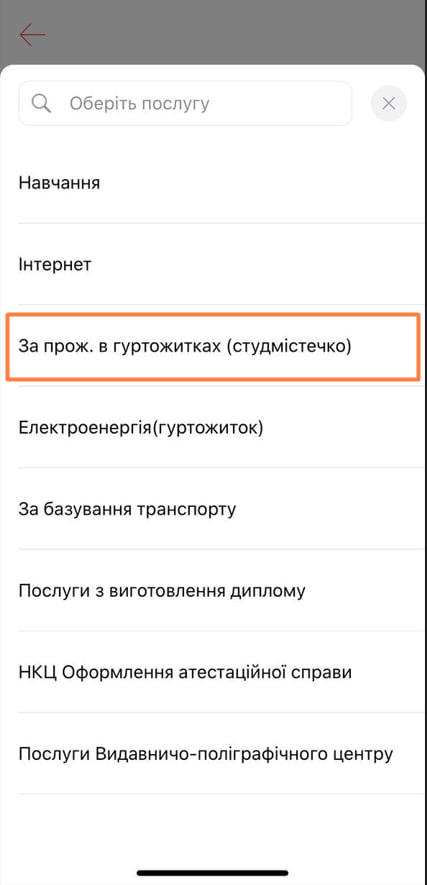 Оберіть послугу
Навчання
Інтернет
За прож. в гуртожитках (студмістечко)
Електроенергія(гуртожиток)
За базування транспорту
Послуги з виготовлення диплому
НКЦ Оформлення атестаційної справи
Послуги Видавничо-поліграфічного центру